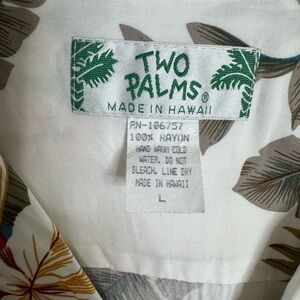 TWO
PALMS®
MADE IN HAWAII
RN-106757
100% RAYON
HAND WASH COLD
WATER. DO NOT
BLEACH. LINE DRY
MADE IN HAWAII
L